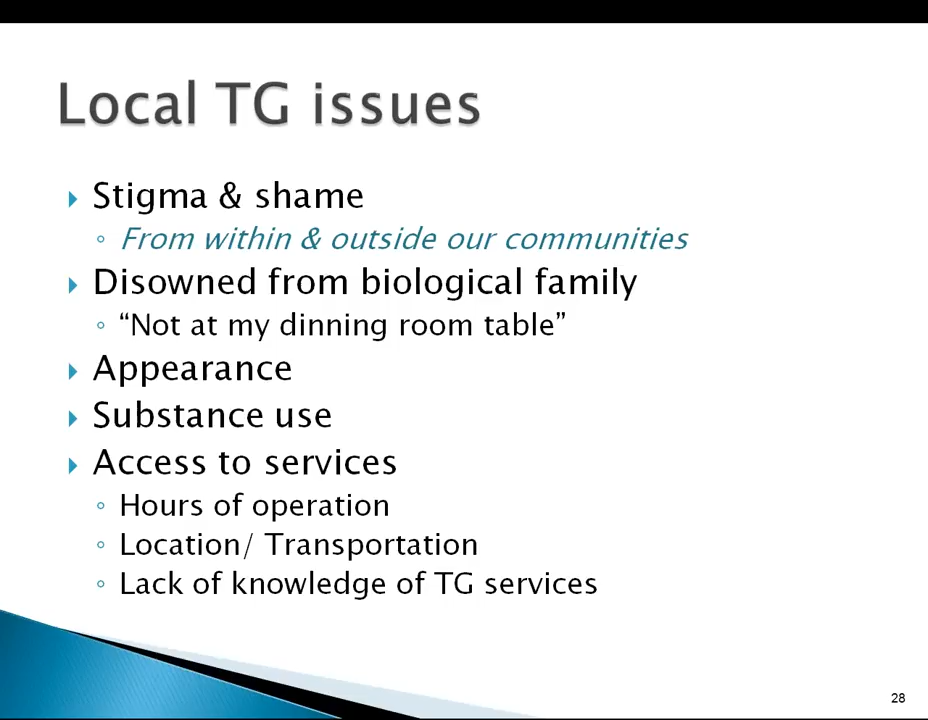 Local TG issues
Stigma & shame
From within & outside our communities
Disowned from biological family
“Not at my dinning room table”
Appearance
Substance use
Access to services
Hours of operation
Location/ Transportation
Lack of knowledge of TG services
28